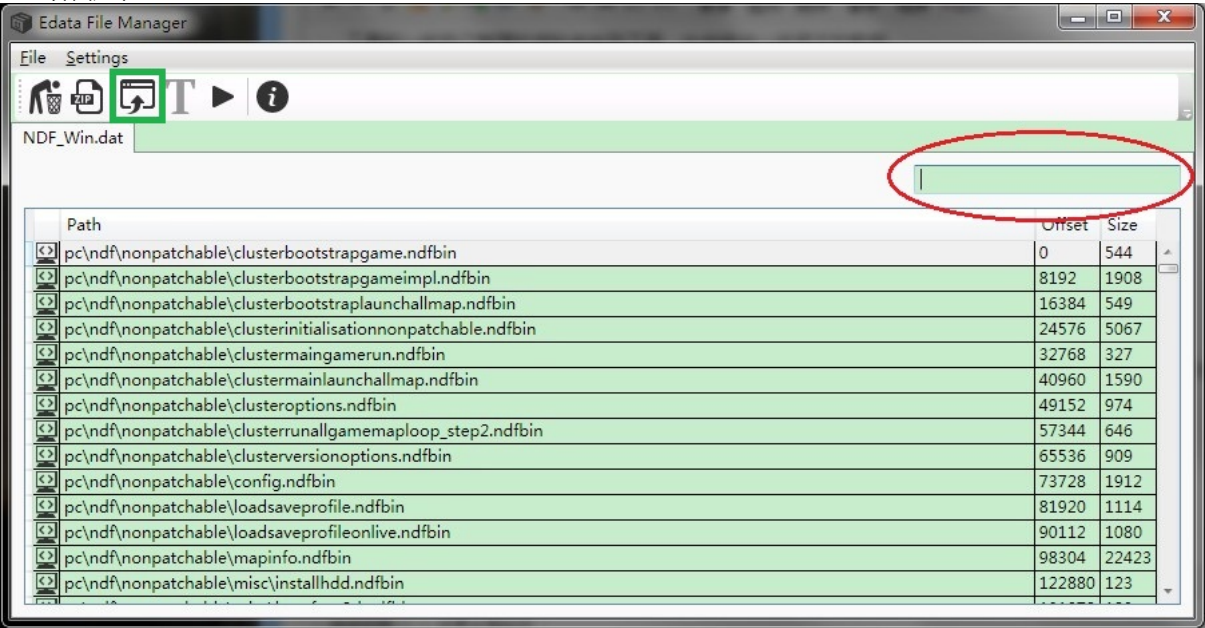 Edata File Manager
File Settings
ZIP T i
NDF_Win.dat
Path Offset Size
pc\ndf\nonpatchable\clusterbootstrapgame.ndfbin 0 544
pc\ndf\nonpatchable\clusterbootstrapgameimpl.ndfbin 8192 1908
pc\ndf\nonpatchable\clusterbootstraplaunchallmap.ndfbin 16384 549
pc\ndf\nonpatchable\clusterinitialisationnonpatchable.ndfbin 24576 5067
pc\ndf\nonpatchable\clustermaingamerun.ndfbin 32768 327
pc\ndf\nonpatchable\clustermainlaunchallmap.ndfbin 40960 1590
pc\ndf\nonpatchable\clusteroptions.ndfbin 49152 974
pc\ndf\nonpatchable\clusterrunallgamemaploop_step2.ndfbin 57344 646
pc\ndf\nonpatchable\clusterversionoptions.ndfbin 65536 909
pc\ndf\nonpatchable\config.ndfbin 73728 1912
pc\ndf\nonpatchable\loadsaveprofile.ndfbin 81920 1114
pc\ndf\nonpatchable\loadsaveprofileonlive.ndfbin 90112 1080
pc\ndf\nonpatchable\mapinfo.ndfbin 98304 22423
pc\ndf\nonpatchable\misc\installhdd.ndfbin 122880 123